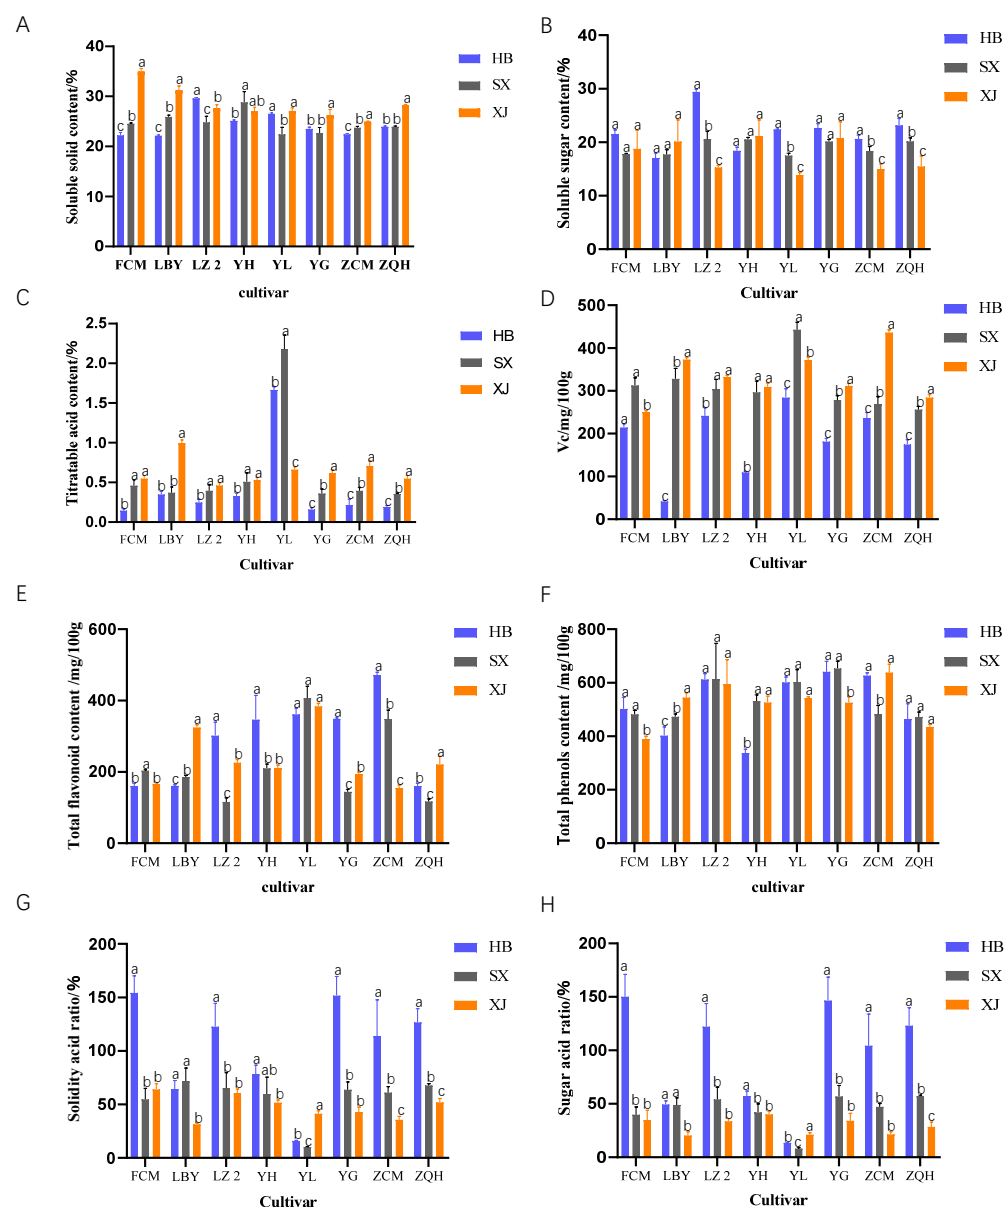 A
Soluble solid content/%
40
30
20
10
0
c b a
c b a
a c b
b a ab
a b a
b b a
c b a
b b a
FCM LBY LZ 2 YH YL YG ZCM ZQH
cultivar
HB
SX
XJ
B
Soluble sugar content/%
40
30
20
10
0
a a a
a a a
a b c
a a a
a b c
a a a
a b c
a b c
FCM LBY LZ 2 YH YL YG ZCM ZQH
Cultivar
HB
SX
XJ
C
Titratable acid content/%
2.5
2.0
1.5
1.0
0.5
0.0
b a a
b b a
b a a
b a a
b a c
c b a
c b a
c b a
FCM LBY LZ 2 YH YL YG ZCM ZQH
Cultivar
HB
SX
XJ
D
Vc/mg/100g
500
400
300
200
100
0
c a b
c b a
b a a
b a a
c a b
c b a
c b a
c b a
FCM LBY LZ 2 YH YL YG ZCM ZQH
Cultivar
HB
SX
XJ
E
Total flavonoid content /mg/100g
600
400
200
0
b a b
c b a
a c b
a b b
a a a
a c b
a b c
b c a
FCM LBY LZ 2 YH YL YG ZCM ZQH
cultivar
HB
SX
XJ
F
Total phenols content /mg/100g
800
600
400
200
0
a a b
c b a
a a a
b a a
a a a
a a b
a b a
a a a
FCM LBY LZ 2 YH YL YG ZCM ZQH
cultivar
HB
SX
XJ
G
Solidity acid ratio/%
200
150
100
50
0
a b b
a a b
a b b
a ab b
b c a
a b b
a b c
a b c
FCM LBY LZ 2 YH YL YG ZCM ZQH
Cultivar
HB
SX
XJ
H
Sugar acid ratio/%
200
150
100
50
0
a b b
a a b
a b b
a b b
b c a
a b b
a b b
a b c
FCM LBY LZ 2 YH YL YG ZCM ZQH
Cultivar
HB
SX
XJ